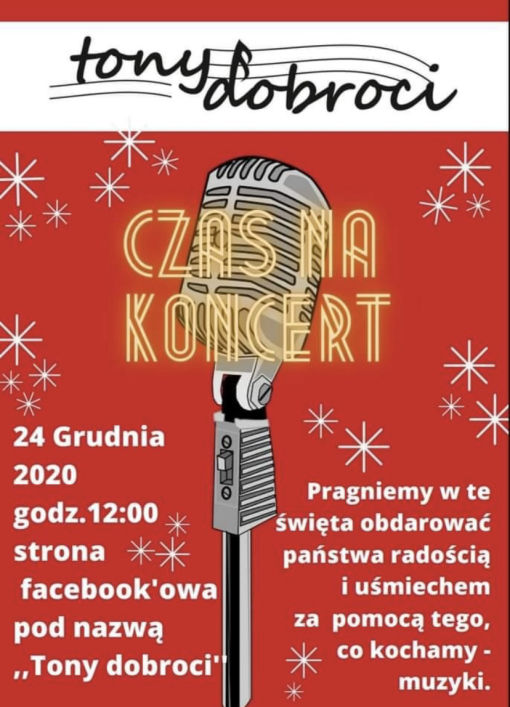 tony dobroci
CZAS NA
KONCERT
24 Grudnia
2020
godz.12:00
strona
facebook'owa
pod nazwą
,,Tony dobroci''
Pragniemy w te
święta obdarować
państwa radością
i uśmiechem
za pomocą tego,
co kochamy -
muzyki.